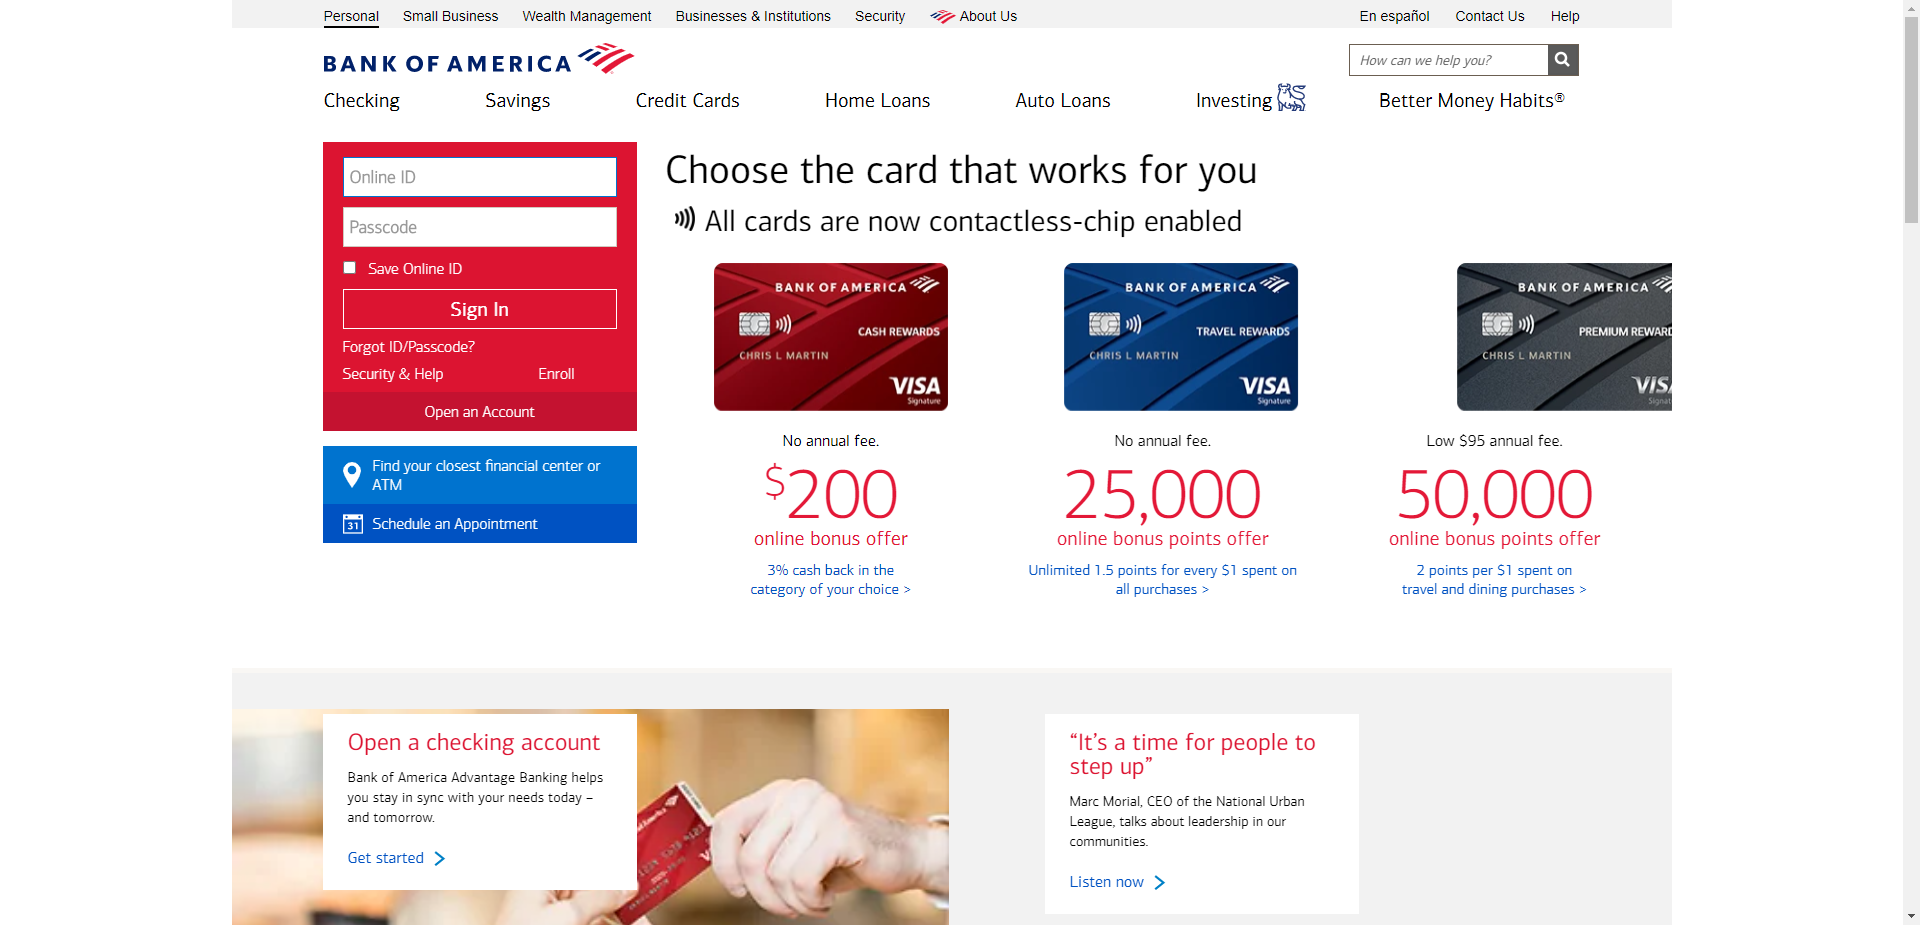 Personal Small Business Wealth Management Businesses & Institutions Security About Us En español Contact Us Help
BANK OF AMERICA
How can we help you?
Checking Savings Credit Cards Home Loans Auto Loans Investing Better Money Habits®
Online ID
Passcode
Save Online ID
Sign In
Forgot ID/Passcode?
Security & Help Enroll
Open an Account
Find your closest financial center or
ATM
31 Schedule an Appointment
Choose the card that works for you
All cards are now contactless-chip enabled
BANK OF AMERICA
CASH REWARDS
CHRIS L MARTIN
VISA
Signature
No annual fee.
$200
online bonus offer
3% cash back in the
category of your choice >
BANK OF AMERICA
TRAVEL REWARDS
CHRIS L MARTIN
VISA
Signature
No annual fee.
25,000
online bonus points offer
Unlimited 1.5 points for every $1 spent on
all purchases >
BANK OF AMERICA
PREMIUM REWARD
CHRIS L MARTIN
VISA
Signat
Low $95 annual fee.
50,000
online bonus points offer
2 points per $1 spent on
travel and dining purchases >
Open a checking account
Bank of America Advantage Banking helps
you stay in sync with your needs today –
and tomorrow.
Get started
“It’s a time for people to
step up”
Marc Morial, CEO of the National Urban
League, talks about leadership in our
communities.
Listen now